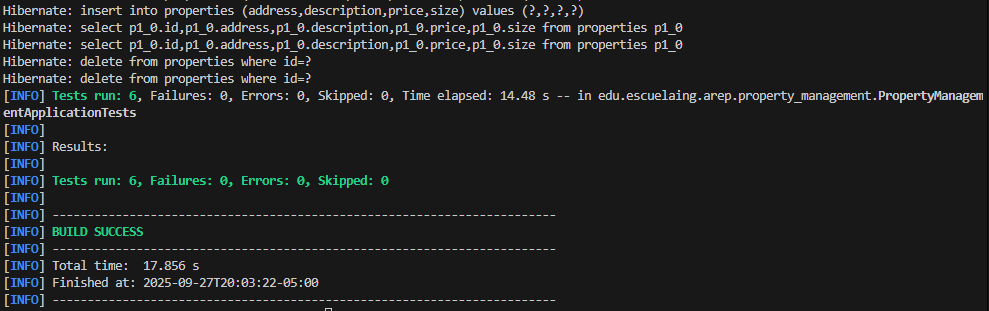 Hibernate: insert into properties (address,description,price,size) values (?,?,?,?)
Hibernate: select p1_0.id,p1_0.address,p1_0.description,p1_0.price,p1_0.size from properties p1_0
Hibernate: select p1_0.id,p1_0.address,p1_0.description,p1_0.price,p1_0.size from properties p1_0
Hibernate: delete from properties where id=?
Hibernate: delete from properties where id=?
[INFO] Tests run: 6, Failures: 0, Errors: 0, Skipped: 0, Time elapsed: 14.48 s -- in edu.escuelaing.arep.property_management.PropertyManagem
entApplicationTests
[INFO]
[INFO] Results:
[INFO]
[INFO] Tests run: 6, Failures: 0, Errors: 0, Skipped: 0
[INFO]
[INFO] ------------------------------------------------------------------------
[INFO] BUILD SUCCESS
[INFO] ------------------------------------------------------------------------
[INFO] Total time:  17.856 s
[INFO] Finished at: 2025-09-27T20:03:22-05:00
[INFO] ------------------------------------------------------------------------